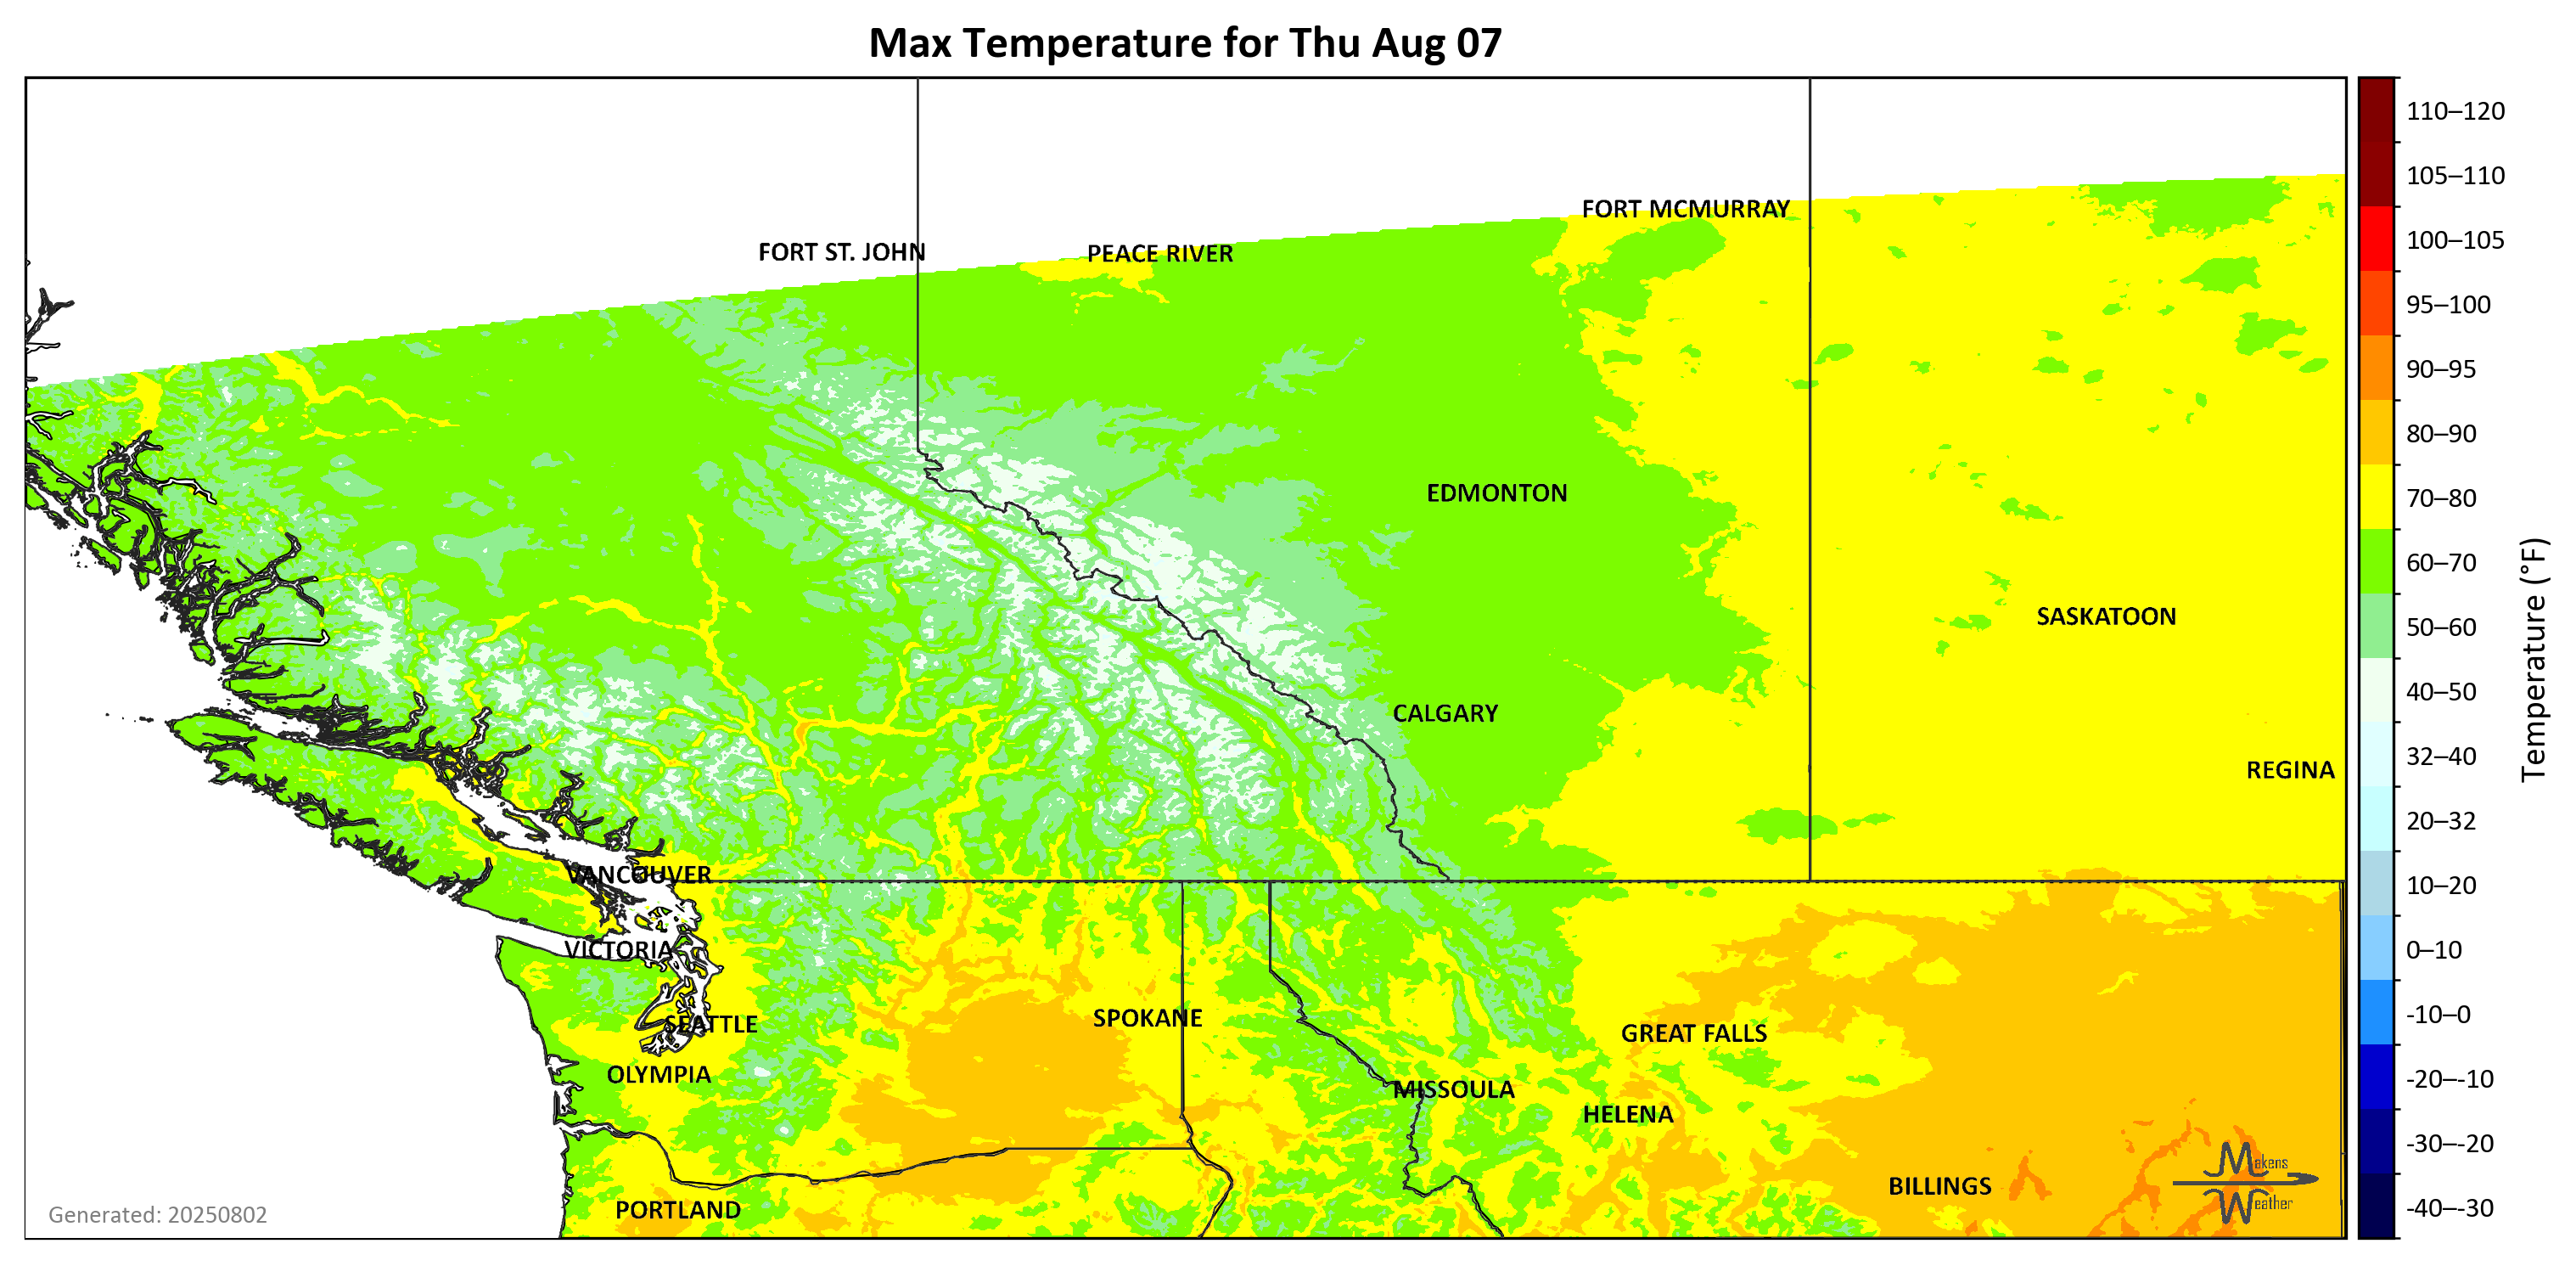 Max Temperature for Thu Aug 07
FORT MCMURRAY
FORT ST. JOHN
PEACE RIVER
EDMONTON
SASKATOON
CALGARY
REGINA
VANCOUVER
VICTORIA
SEATTLE
SPOKANE
GREAT FALLS
OLYMPIA
MISSOULA
HELENA
BILLINGS
PORTLAND
Makens
Weather
Generated: 20250802
110–120
105–110
100–105
95–100
90–95
80–90
70–80
60–70
50–60
40–50
32–40
20–32
10–20
0–10
-10–0
-20–-10
-30–-20
-40–-30
Temperature (°F)